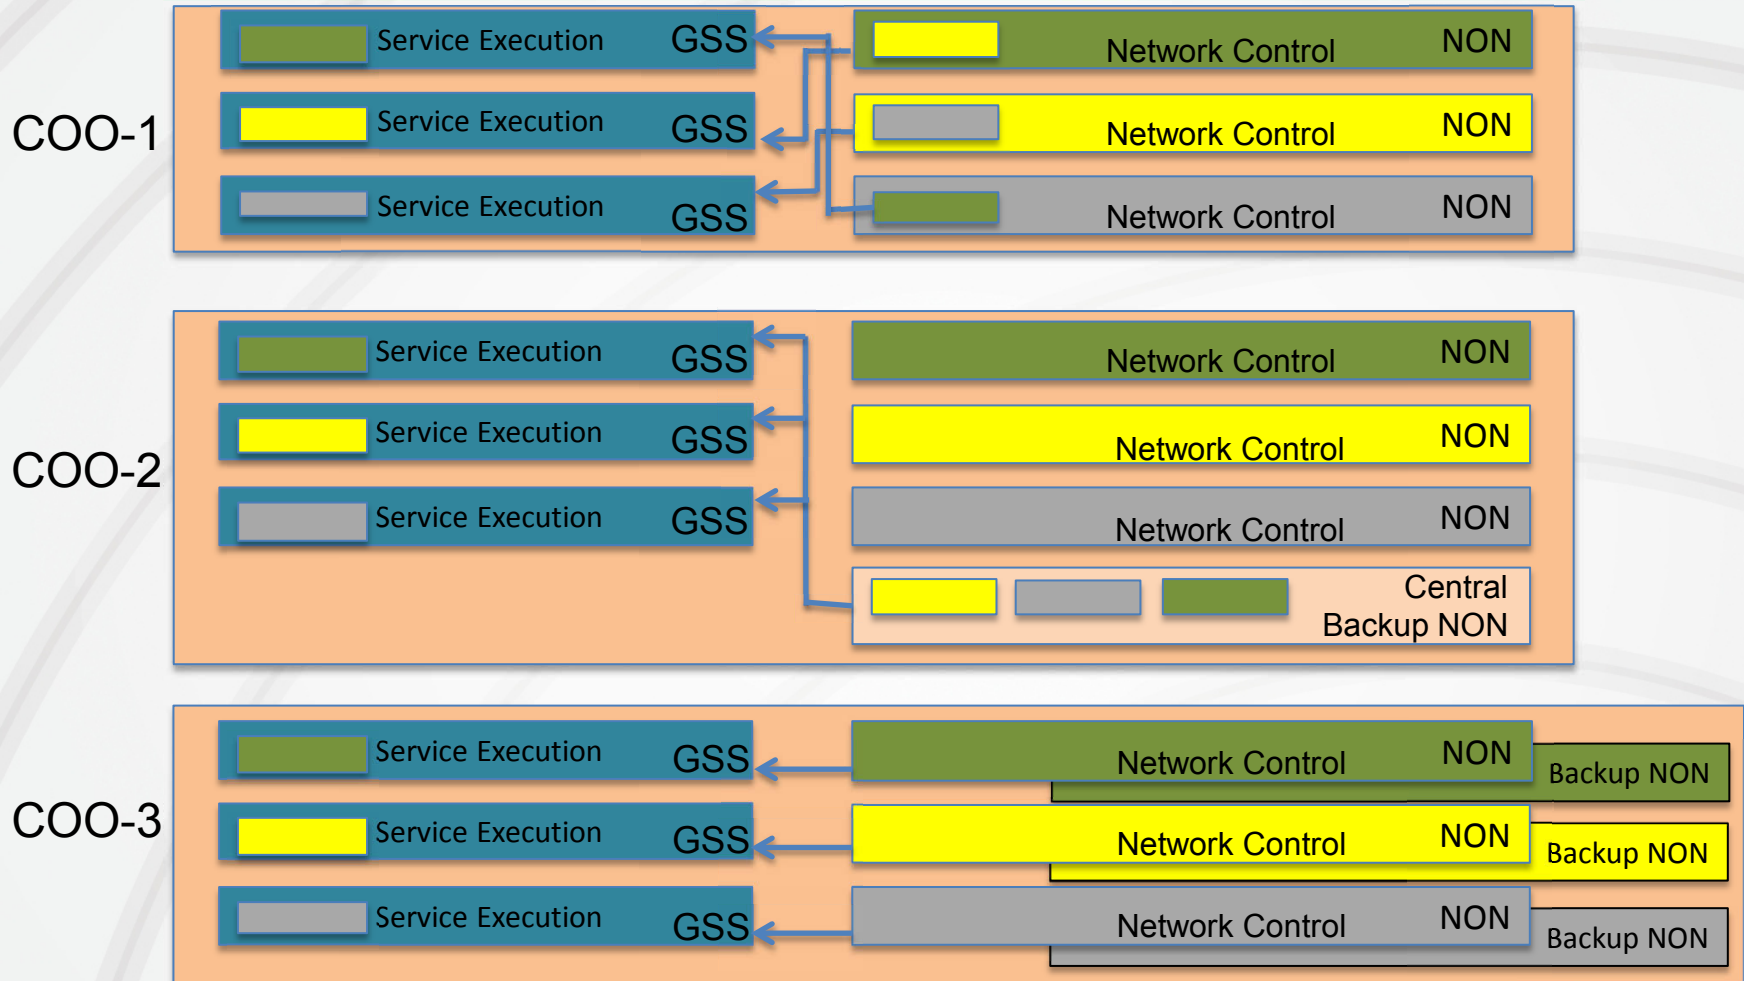 COO-1
Service Execution GSS
Network Control NON
Service Execution GSS
Network Control NON
Service Execution GSS
Network Control NON
COO-2
Service Execution GSS
Network Control NON
Service Execution GSS
Network Control NON
Service Execution GSS
Network Control NON
Central
Backup NON
COO-3
Service Execution GSS
Network Control NON
Backup NON
Service Execution GSS
Network Control NON
Backup NON
Service Execution GSS
Network Control NON
Backup NON